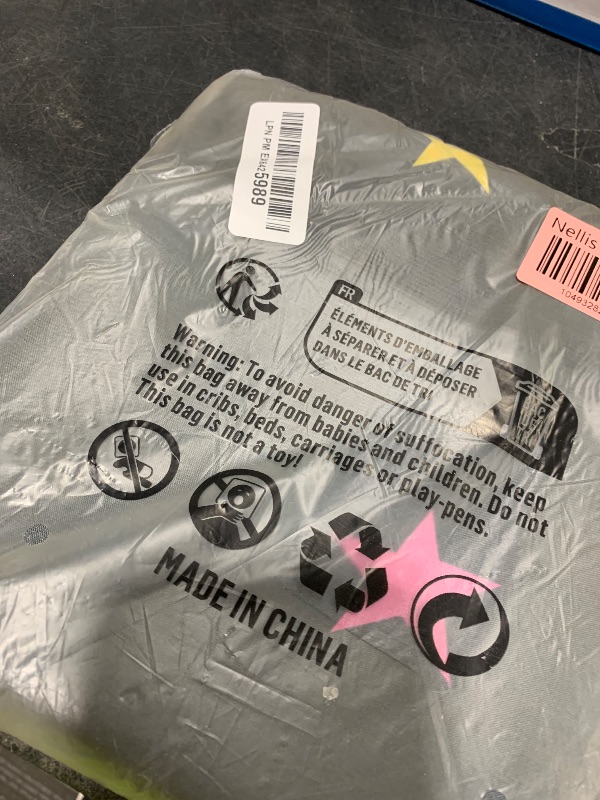 LPN PM EI8425989
Nellis
FR
ÉLÉMENTS D'EMBALLAGE
À SÉPARER ET À DÉPOSER
DANS LE BAC DE TRI
Warning: To avoid danger of suffocation, keep
this bag away from babies and children. Do not
use in cribs, beds, carriages or play-pens.
This bag is not a toy!
MADE IN CHINA